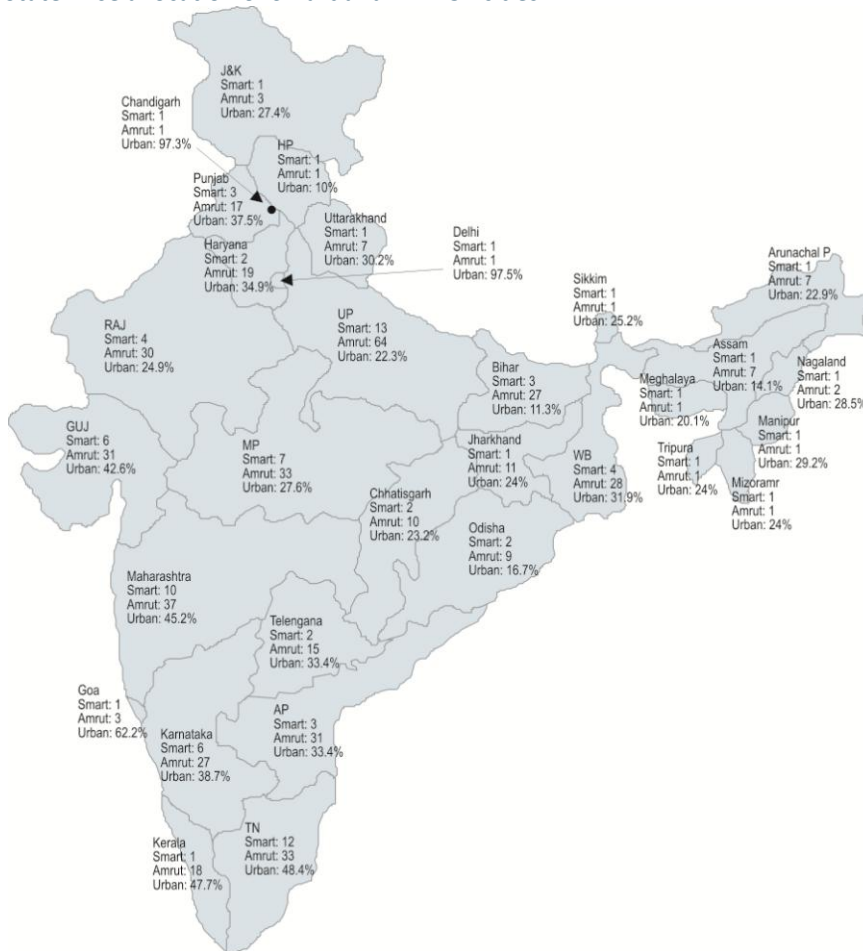 J&K
Smart: 1
Amrut: 3
Urban: 27.4%
Chandigarh
Smart: 1
Amrut: 1
Urban: 97.3%
HP
Smart: 1
Amrut: 1
Urban: 10%
Punjab
Smart: 3
Amrut: 17
Urban: 37.5%
Uttarakhand
Smart: 1
Amrut: 7
Urban: 30.2%
Delhi
Smart: 1
Amrut: 1
Urban: 97.5%
Haryana
Smart: 2
Amrut: 19
Urban: 34.9%
Arunachal P
Smart: 1
Amrut: 7
Urban: 22.9%
Sikkim
Smart: 1
Amrut: 1
Urban: 25.2%
RAJ
Smart: 4
Amrut: 30
Urban: 24.9%
UP
Smart: 13
Amrut: 64
Urban: 22.3%
Assam
Smart: 1
Amrut: 7
Urban: 14.1%
Nagaland
Smart: 1
Amrut: 2
Urban: 28.5%
Bihar
Smart: 3
Amrut: 27
Urban: 11.3%
Meghalaya
Smart: 1
Amrut: 1
Urban: 20.1%
Manipur
Smart: 1
Amrut: 1
Urban: 29.2%
GUJ
Smart: 6
Amrut: 31
Urban: 42.6%
MP
Smart: 7
Amrut: 33
Urban: 27.6%
Jharkhand
Smart: 1
Amrut: 11
Urban: 24%
WB
Smart: 4
Amrut: 28
Urban: 31.9%
Tripura
Smart: 1
Amrut: 1
Urban: 24%
Mizoramr
Smart: 1
Amrut: 1
Urban: 24%
Chhatisgarh
Smart: 2
Amrut: 10
Urban: 23.2%
Odisha
Smart: 2
Amrut: 9
Urban: 16.7%
Maharashtra
Smart: 10
Amrut: 37
Urban: 45.2%
Telengana
Smart: 2
Amrut: 15
Urban: 33.4%
Goa
Smart: 1
Amrut: 3
Urban: 62.2%
AP
Smart: 3
Amrut: 31
Urban: 33.4%
Karnataka
Smart: 6
Amrut: 27
Urban: 38.7%
Kerala
Smart: 1
Amrut: 18
Urban: 47.7%
TN
Smart: 12
Amrut: 33
Urban: 48.4%